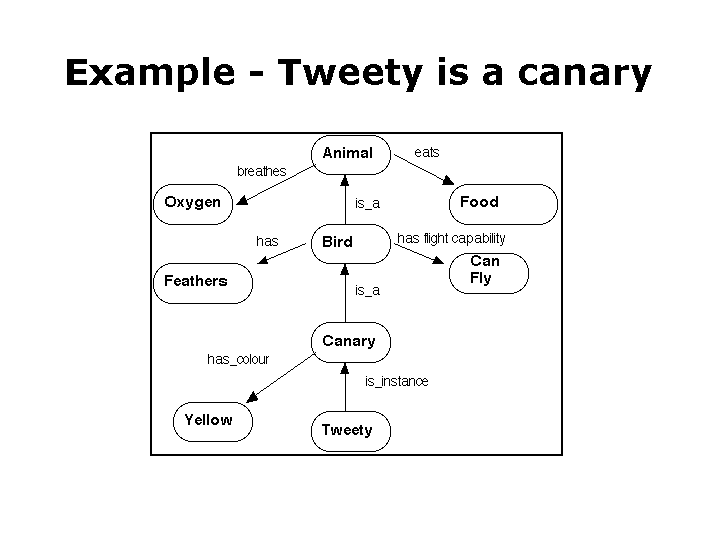 Example - Tweety is a canary
Animal
eats
breathes
Oxygen
is_a
Food
has
Bird
has flight capability
Can
Fly
Feathers
is_a
Canary
has_colour
is_instance
Yellow
Tweety